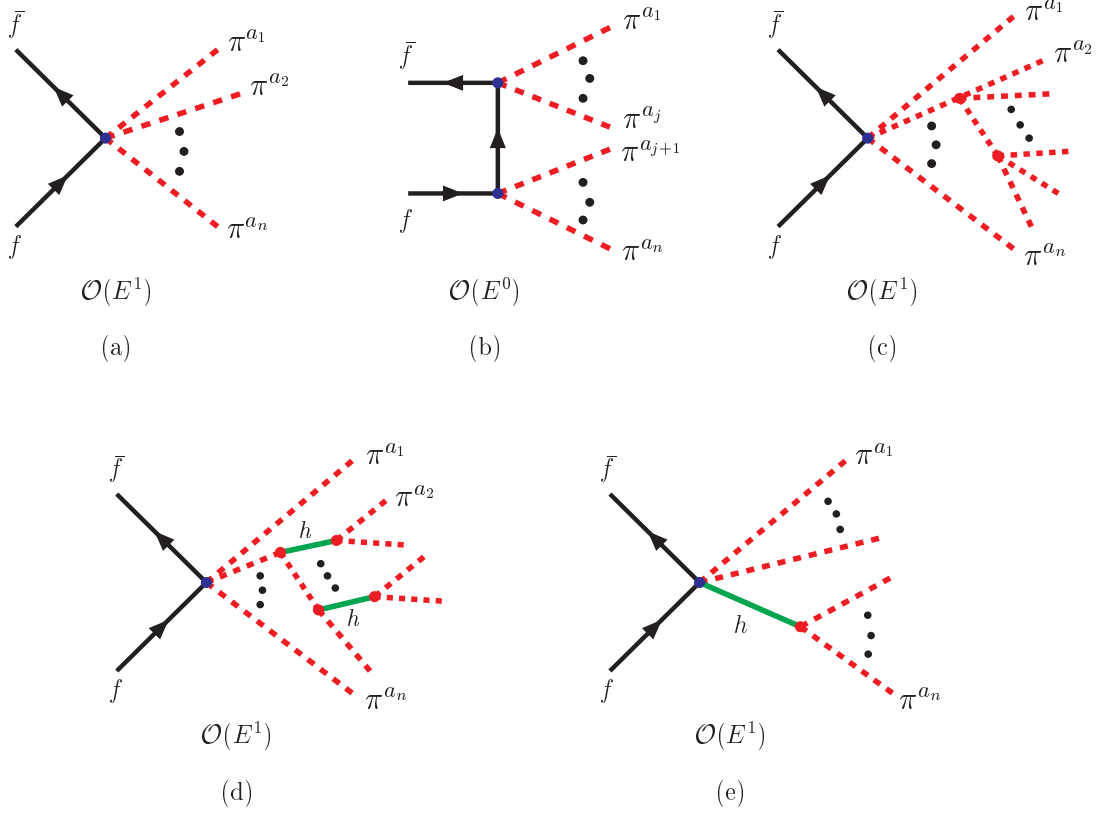 f̄
π^{a_1}
π^{a_2}
π^{a_n}
f
O(E^1)
(a)
f̄
π^{a_1}
π^{a_j}
π^{a_{j+1}}
f
π^{a_n}
O(E^0)
(b)
f̄
π^{a_1}
π^{a_2}
f
π^{a_n}
O(E^1)
(c)
f̄
π^{a_1}
π^{a_2}
h
h
f
π^{a_n}
O(E^1)
(d)
f̄
π^{a_1}
h
f
π^{a_n}
O(E^1)
(e)